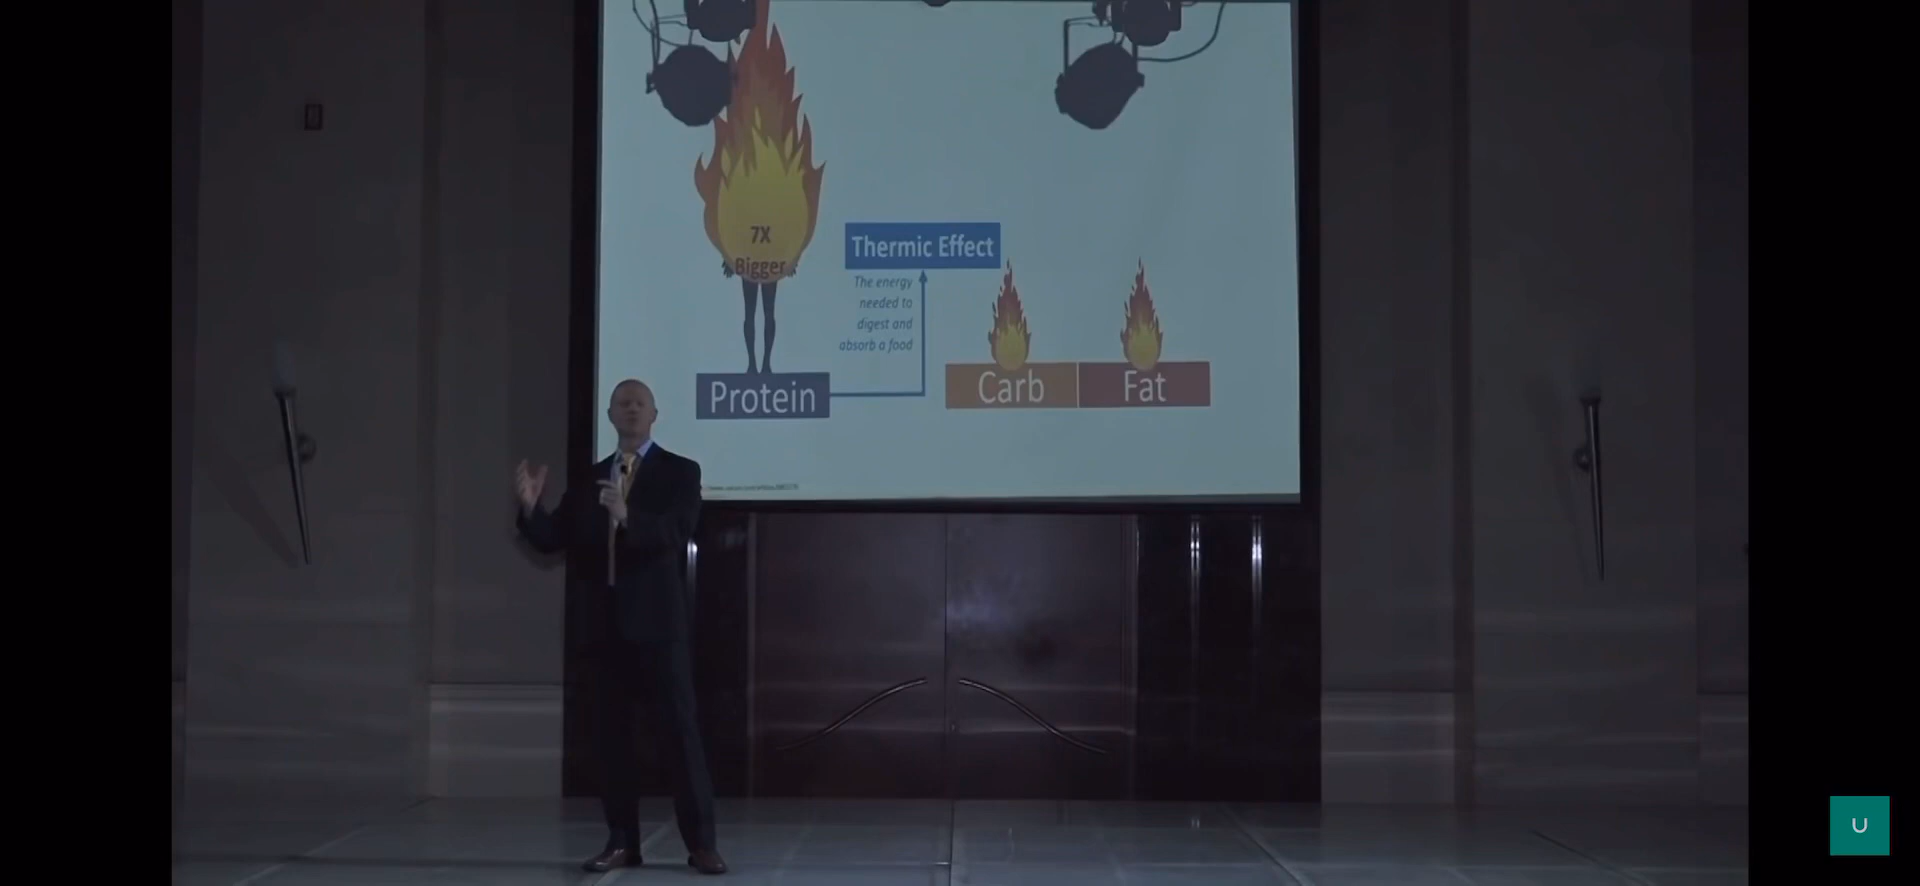 7X
Bigger
Thermic Effect
The energy
needed to
digest and
absorb a food
Protein
Carb
Fat
U